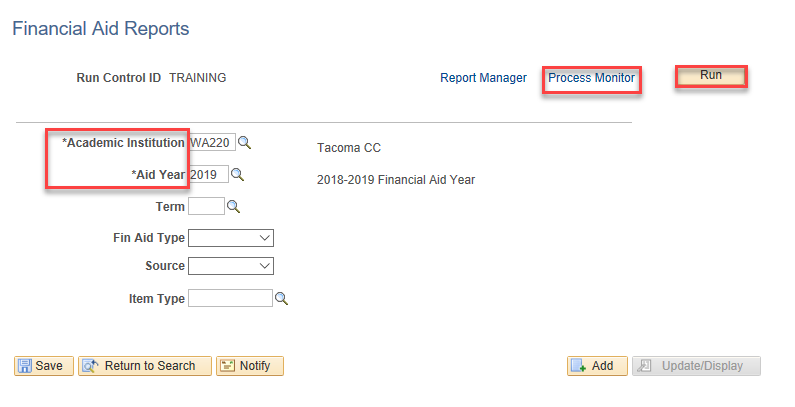 Financial Aid Reports
Run Control ID TRAINING Report Manager Process Monitor Run
*Academic Institution WA220 Tacoma CC
*Aid Year 2019 2018-2019 Financial Aid Year
Term
Fin Aid Type
Source
Item Type
Save Return to Search Notify Add Update/Display